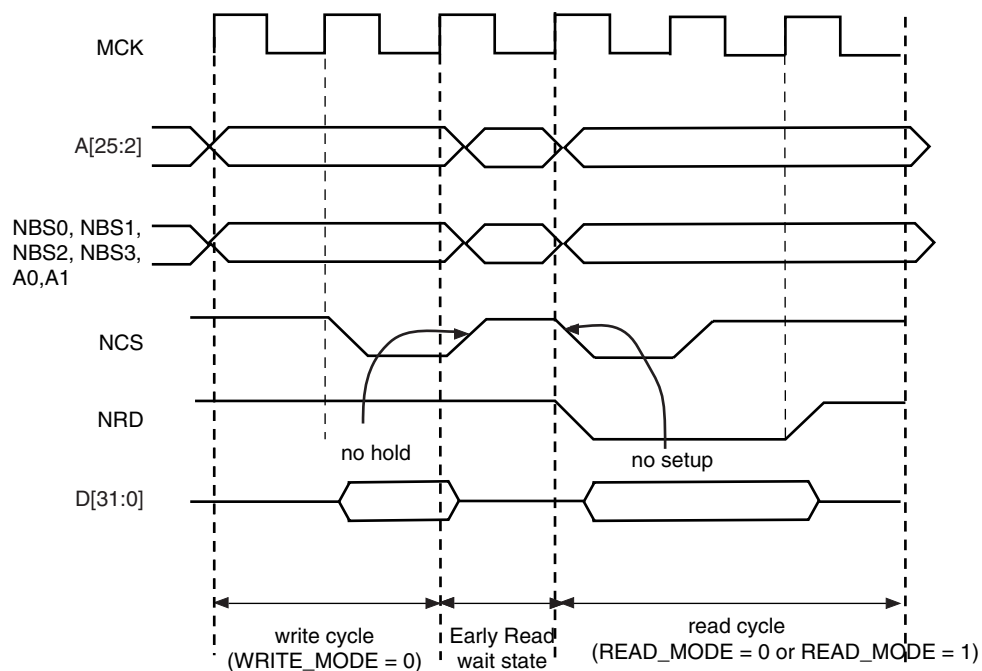 MCK
A[25:2]
NBS0, NBS1,
NBS2, NBS3,
A0,A1
NCS
NRD
no hold
no setup
D[31:0]
write cycle
(WRITE_MODE = 0)
Early Read
wait state
read cycle
(READ_MODE = 0 or READ_MODE = 1)